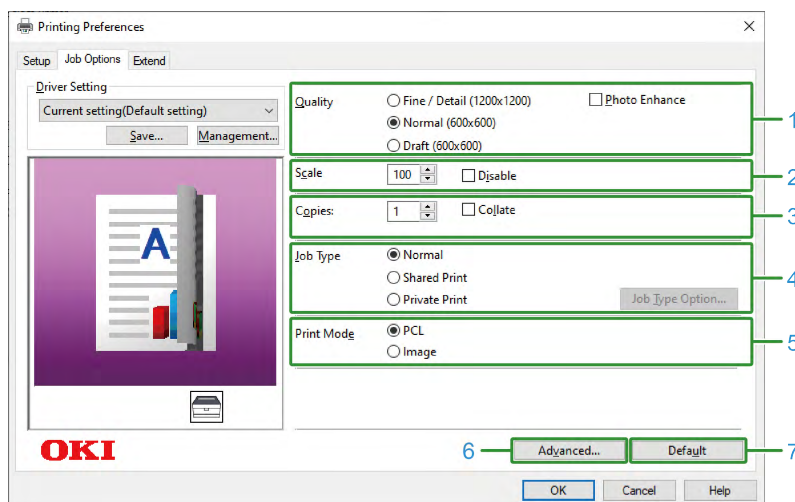 Printing Preferences
Setup Job Options Extend
Driver Setting
Current setting(Default setting)
Save... Management...
A
OKI
Quality Fine / Detail (1200x1200) Photo Enhance 1
Normal (600x600)
Draft (600x600)
Scale 100 Disable 2
Copies: 1 Collate 3
Job Type Normal
Shared Print 4
Private Print Job Type Option...
Print Mode PCL 5
Image
6 Advanced... Default 7
OK Cancel Help